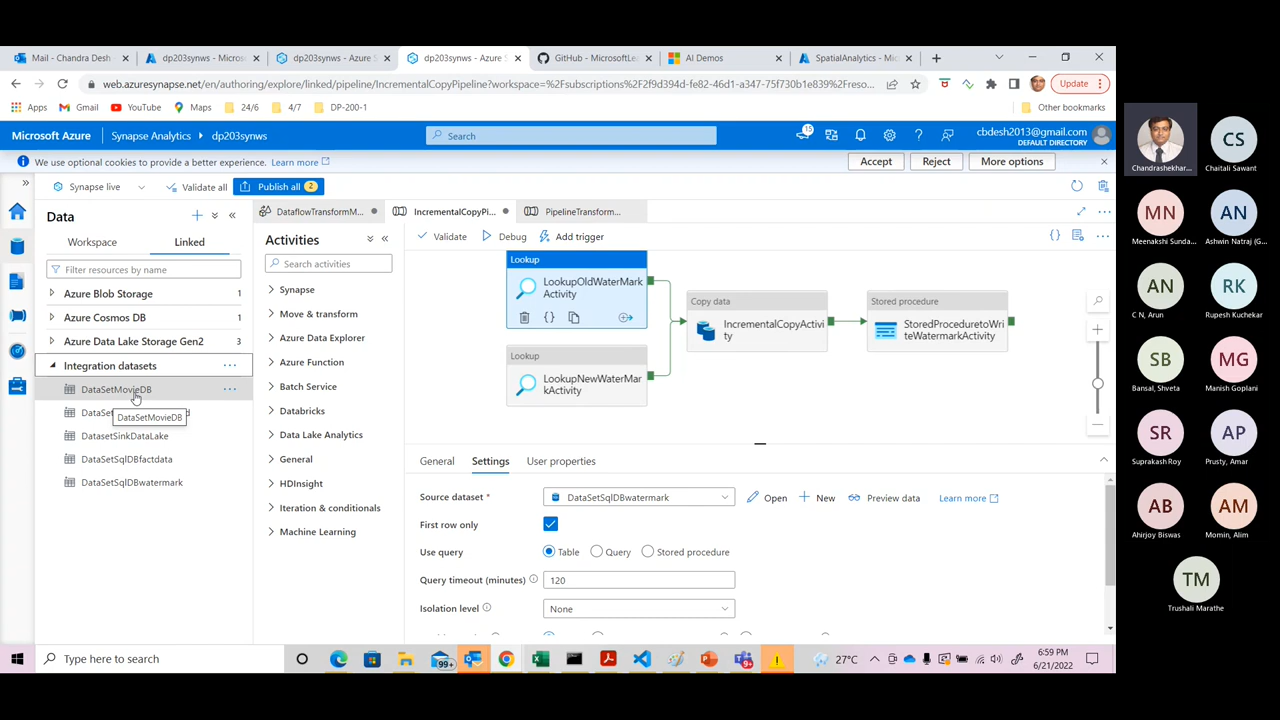 Mail - Chandra Desh
dp203synws - Micros
dp203synws - Azure S
dp203synws - Azure S
GitHub - MicrosoftLe
AI Demos
SpatialAnalytics - Mic
web.azuresynapse.net/en/authoring/explore/linked/pipeline/IncrementalCopyPipeline?workspace=%2Fsubscriptions%2f9d394d-fe82-46d1-a347-75f730b1e839%2Freso...
Update
Apps
Gmail
YouTube
Maps
24/6
4/7
DP-200-1
Other bookmarks
Microsoft Azure
Synapse Analytics
dp203synws
Search
15
cbdesh2013@gmail.com
DEFAULT DIRECTORY
We use optional cookies to provide a better experience. Learn more
Accept
Reject
More options
Synapse live
Validate all
Publish all 2
Data
Workspace
Linked
Filter resources by name
Azure Blob Storage 1
Azure Cosmos DB 1
Azure Data Lake Storage Gen2 3
Integration datasets
DataSetMovieDB
DataSet
DataSetMovieDB
DatasetSinkDataLake
DataSetSqlDBfactdata
DataSetSqlDBwatermark
DataflowTransformM...
IncrementalCopyPi...
PipelineTransform...
Activities
Search activities
Synapse
Move & transform
Azure Data Explorer
Azure Function
Batch Service
Databricks
Data Lake Analytics
General
HDInsight
Iteration & conditionals
Machine Learning
Validate
Debug
Add trigger
Lookup
LookupOldWaterMark
Activity
Lookup
LookupNewWaterMar
kActivity
Copy data
IncrementalCopyActivi
ty
Stored procedure
StoredProceduretoWri
teWatermarkActivity
General
Settings
User properties
Source dataset *
DataSetSqlDBwatermark
Open
New
Preview data
Learn more
First row only
Use query
Table
Query
Stored procedure
Query timeout (minutes)
120
Isolation level
None
Type here to search
99+
9+
27°C
6:59 PM
6/21/2022
Chandrashekhar...
CS
Chaitali Sawant
MN
Meenakshi Sunda...
AN
Ashwin Natraj (G...
AN
C N, Arun
RK
Rupesh Kuchekar
SB
Bansal, Shveta
MG
Manish Goplani
SR
Suprakash Roy
AP
Prusty, Amar
AB
Ahirjoy Biswas
AM
Momin, Alim
TM
Trushali Marathe